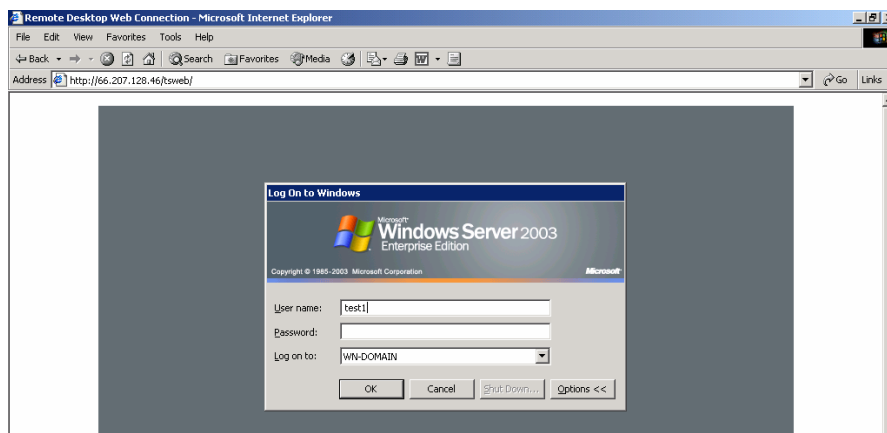 Remote Desktop Web Connection - Microsoft Internet Explorer
File Edit View Favorites Tools Help
Back Search Favorites Media
Address http://66.207.128.46/tsweb/ Go Links
Log On to Windows
Microsoft
Windows Server 2003
Enterprise Edition
Copyright © 1985-2003 Microsoft Corporation Microsoft
User name: test1
Password:
Log on to: WN-DOMAIN
OK Cancel Shut Down... Options <<